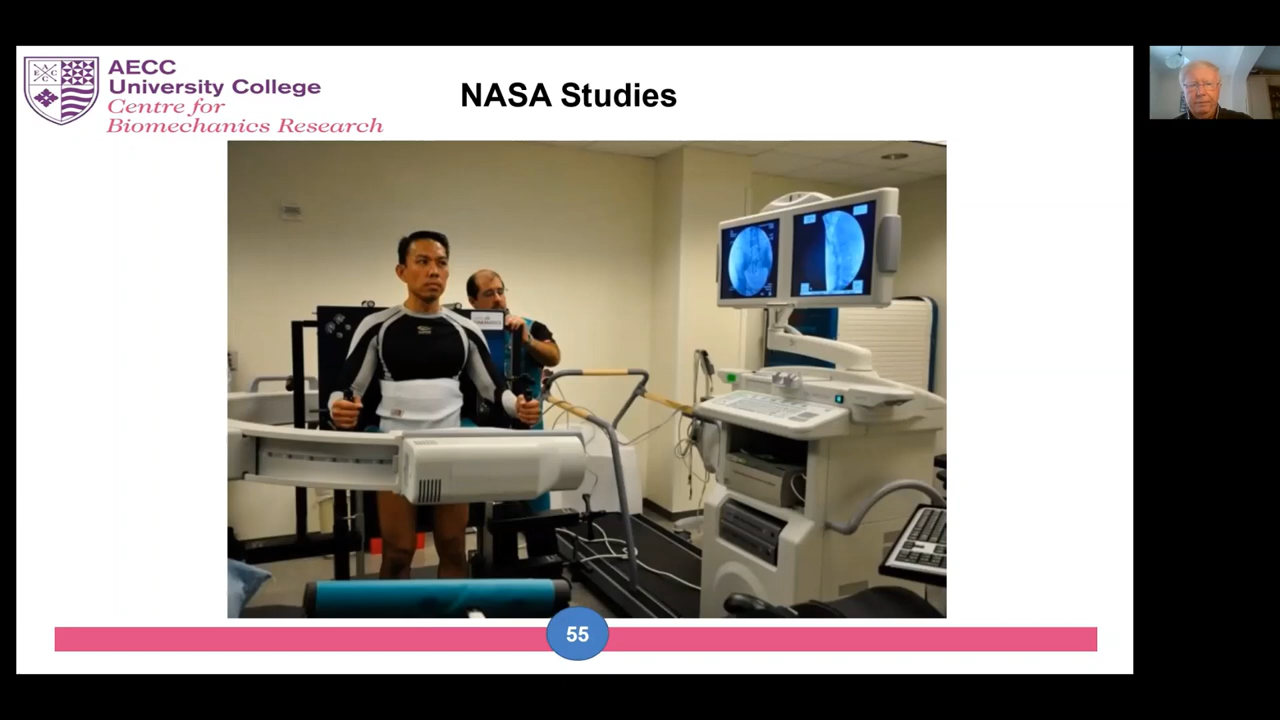 AECC
University College
Centre for
Biomechanics Research
NASA Studies
55